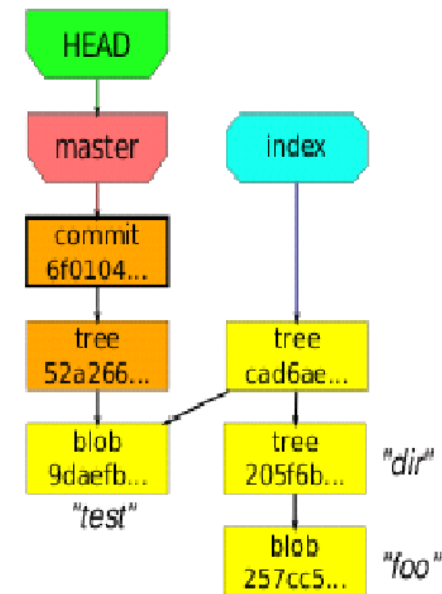 HEAD
master
index
commit
6f0104...
tree
52a266...
tree
cad6ae...
blob
9daefb...
"test"
tree
205f6b...
"dir"
blob
257cc5...
"foo"